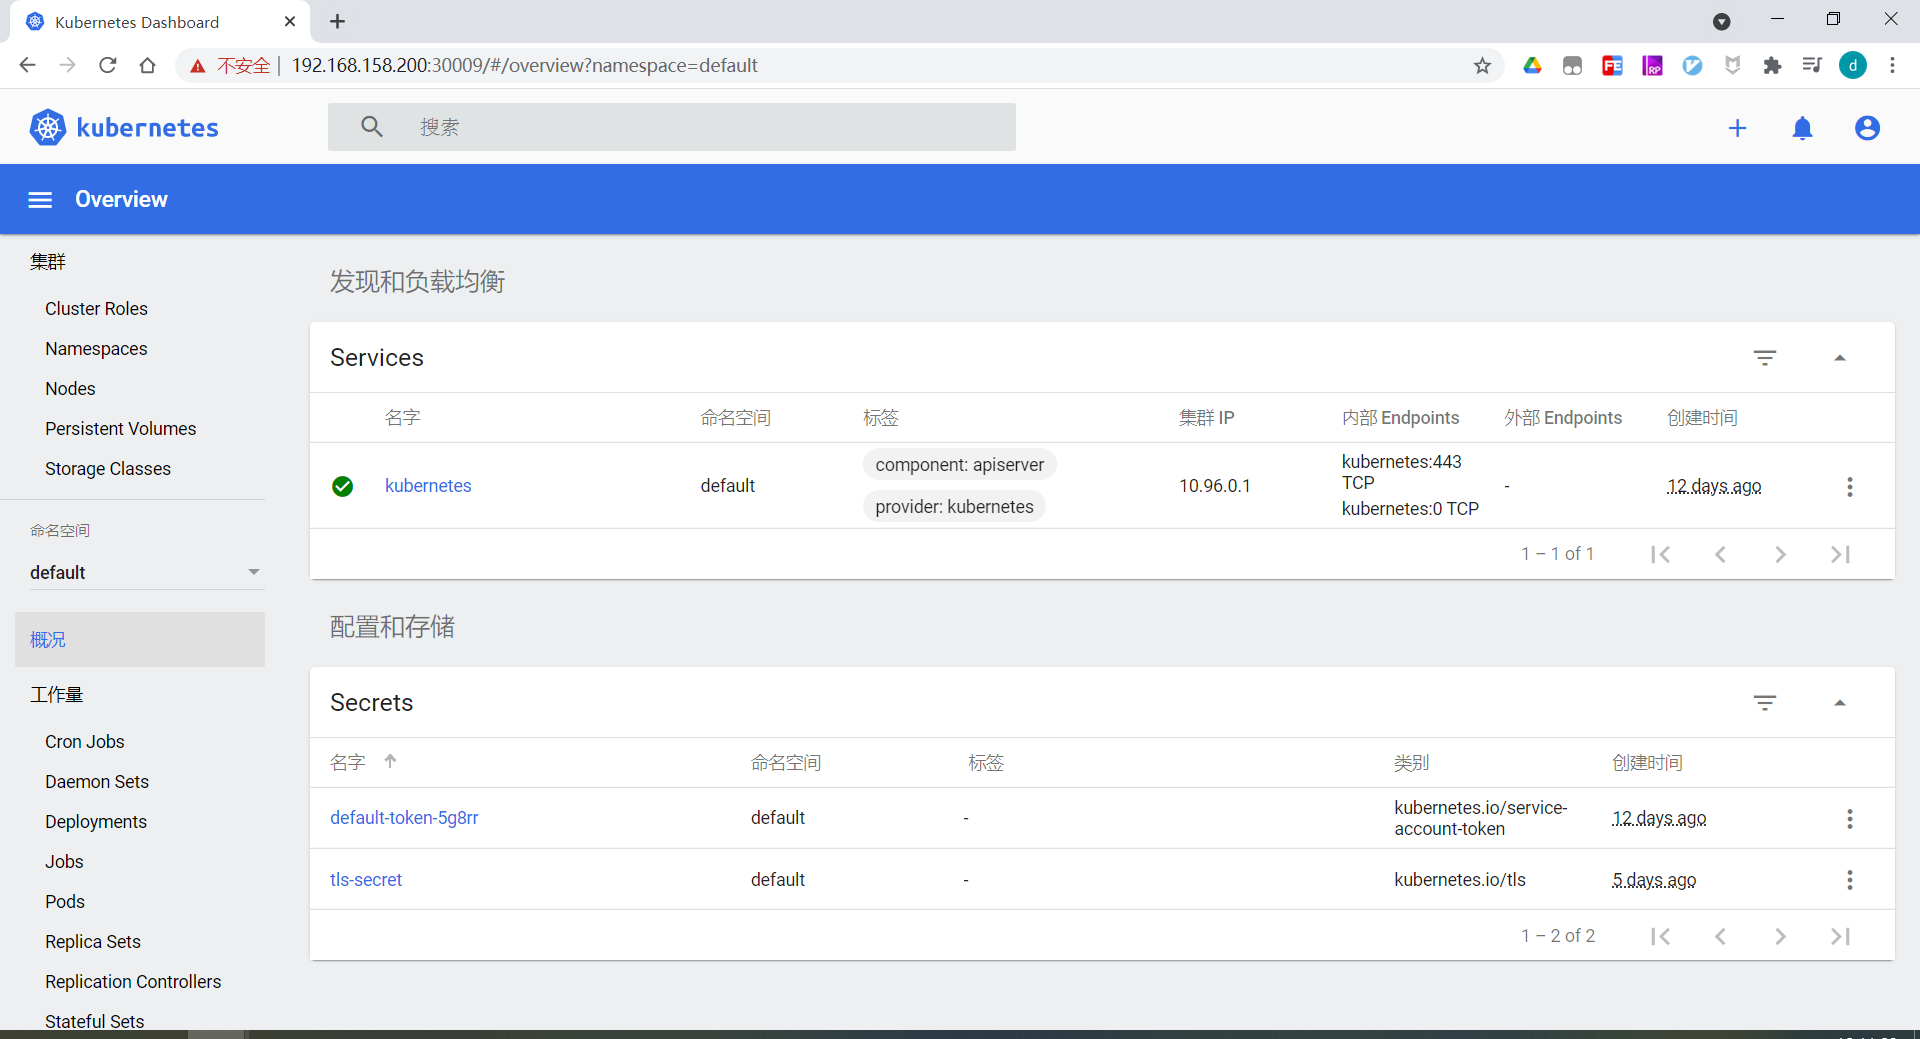 Kubernetes Dashboard
不安全 192.168.158.200:30009/#/overview?namespace=default
FE
RP
d
kubernetes
搜索
Overview
集群
Cluster Roles
Namespaces
Nodes
Persistent Volumes
Storage Classes
命名空间
default
概况
工作量
Cron Jobs
Daemon Sets
Deployments
Jobs
Pods
Replica Sets
Replication Controllers
Stateful Sets
发现和负载均衡
Services
名字 命名空间 标签 集群 IP 内部 Endpoints 外部 Endpoints 创建时间
kubernetes default component: apiserver provider: kubernetes 10.96.0.1 kubernetes:443 TCP kubernetes:0 TCP - 12 days ago
1 – 1 of 1
配置和存储
Secrets
名字 命名空间 标签 类别 创建时间
default-token-5g8rr default - kubernetes.io/service-account-token 12 days ago
tls-secret default - kubernetes.io/tls 5 days ago
1 – 2 of 2